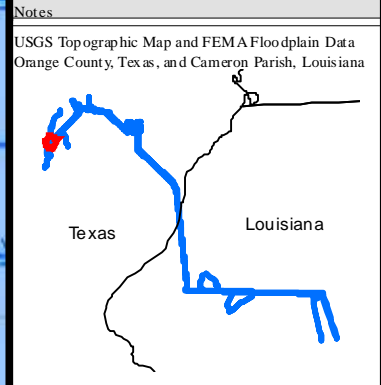 Notes
USGS Topographic Map and FEMA Floodplain Data
Orange County, Texas, and Cameron Parish, Louisiana
Texas
Louisiana